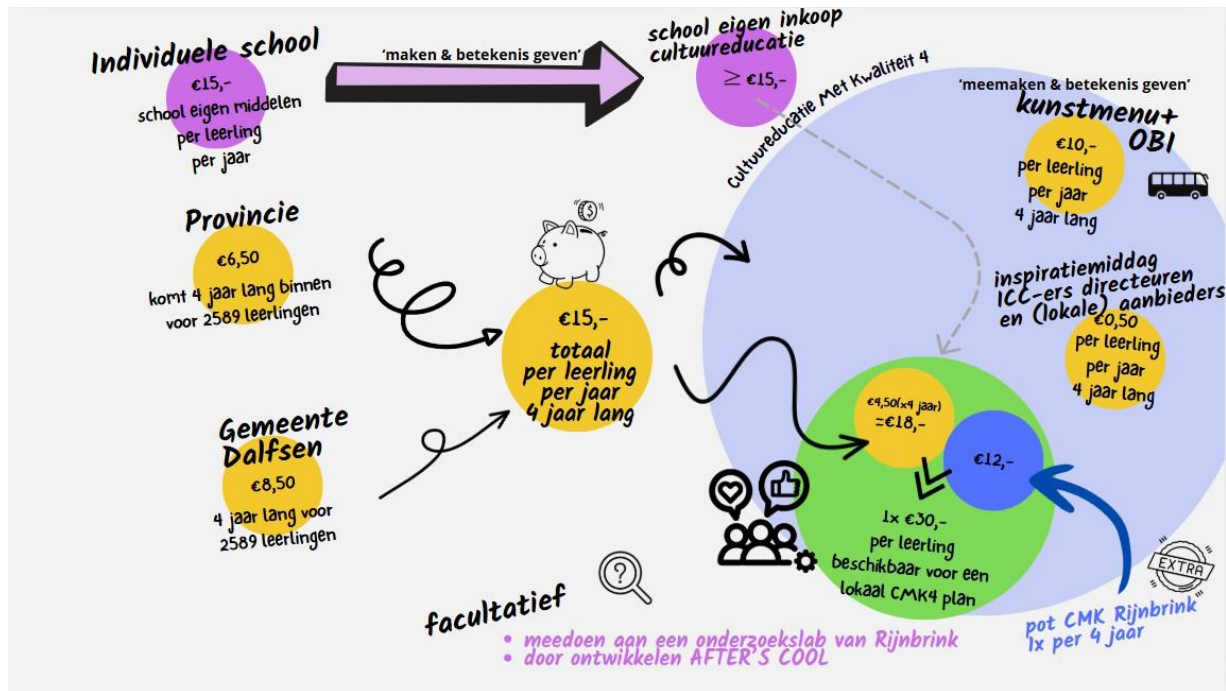 Individuele school
€15,-
school eigen middelen
per leerling
per jaar
'maken & betekenis geven'
school eigen inkoop
cultuureducatie
≥ €15,-
Cultuureducatie Met Kwaliteit 4
'meemaken & betekenis geven'
kunstmenu+
OBI
€10,-
per leerling
per jaar
4 jaar lang
Provincie
€6,50
komt 4 jaar lang binnen
voor 2589 leerlingen
$
€15,-
totaal
per leerling
per jaar
4 jaar lang
inspiratiemiddag
ICC-ers directeuren
en (lokale) aanbieders
€0,50
per leerling
per jaar
4 jaar lang
Gemeente
Dalfsen
€8,50
4 jaar lang voor
2589 leerlingen
€4,50(x4 jaar)
=€18,-
€12,-
1x €30,-
per leerling
beschikbaar voor een
lokaal CMK4 plan
EXTRA
pot CMK Rijnbrink
1x per 4 jaar
?
facultatief
• meedoen aan een onderzoekslab van Rijnbrink
• door ontwikkelen AFTER'S COOL